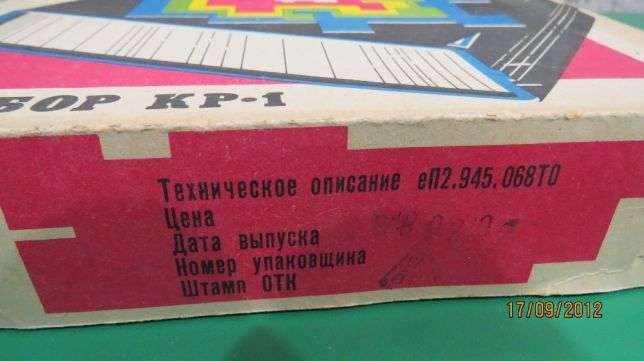 БОР КР-1
Техническое описание еП2.945.068ТО
Цена
Дата выпуска
Номер упаковщика
Штамп ОТК
17/09/2012